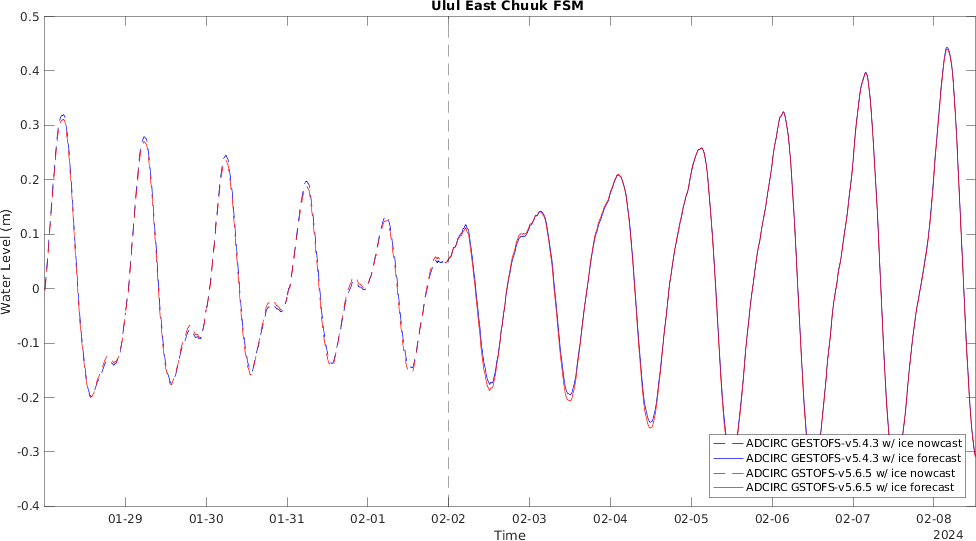 Ulul East Chuuk FSM
0.5
0.4
0.3
0.2
0.1
0
-0.1
-0.2
-0.3
-0.4
Water Level (m)
ADCIRC GESTOFS-v5.4.3 w/ ice nowcast
ADCIRC GESTOFS-v5.4.3 w/ ice forecast
ADCIRC GSTOFS-v5.6.5 w/ ice nowcast
ADCIRC GSTOFS-v5.6.5 w/ ice forecast
01-29 01-30 01-31 02-01 02-02 02-03 02-04 02-05 02-06 02-07 02-08
Time
2024